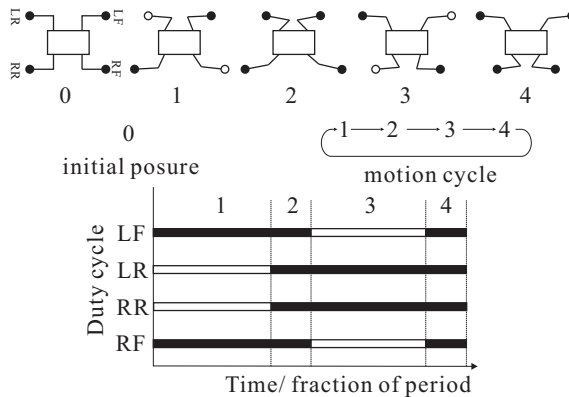 LR LF
RR RF
0 1 2 3 4
0
initial posure
1 2 3 4
motion cycle
1 2 3 4
Duty cycle
LF
LR
RR
RF
Time/ fraction of period